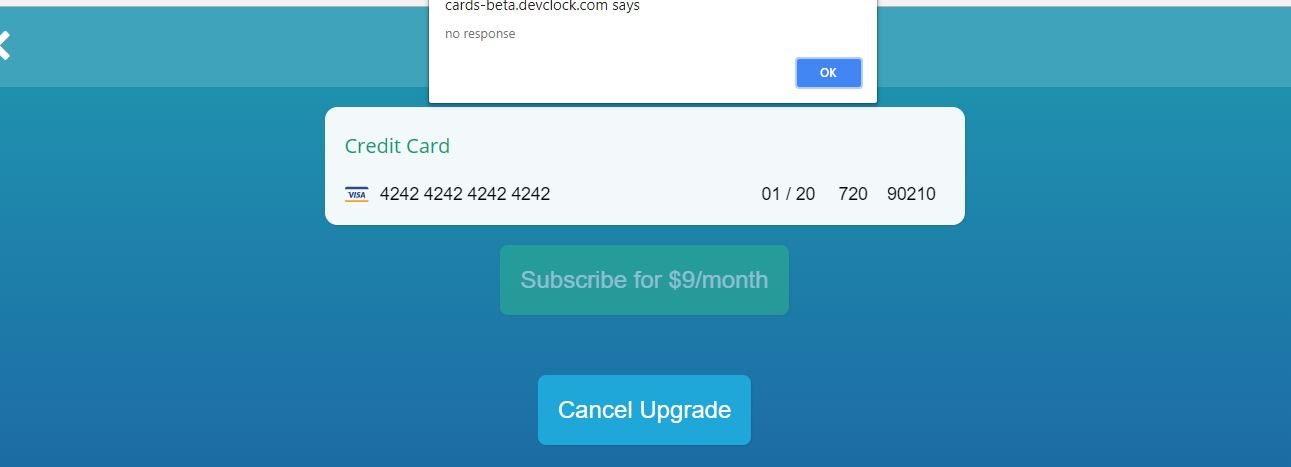 cards-beta.devclock.com says
no response
OK
Credit Card
VISA 4242 4242 4242 4242 01 / 20 720 90210
Subscribe for $9/month
Cancel Upgrade